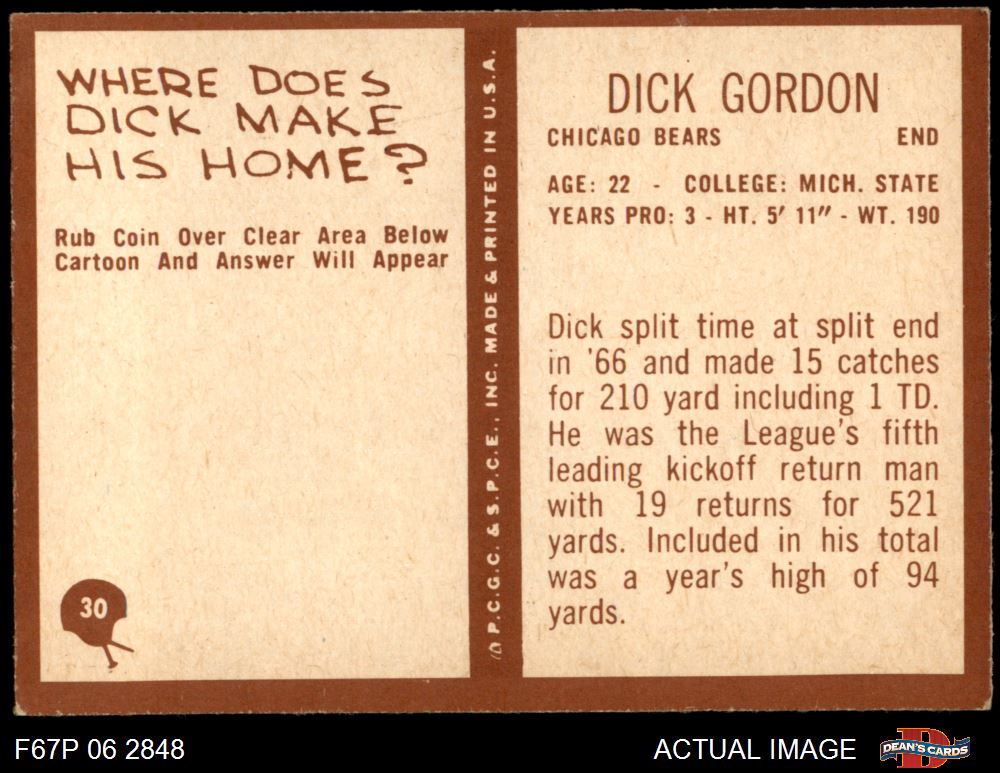 WHERE DOES
DICK MAKE
HIS HOME?
Rub Coin Over Clear Area Below
Cartoon And Answer Will Appear
30
© P.C.G.C. & S.P.C.E., INC. MADE & PRINTED IN U.S.A.
DICK GORDON
CHICAGO BEARS END
AGE: 22 - COLLEGE: MICH. STATE
YEARS PRO: 3 - HT. 5' 11" - WT. 190
Dick split time at split end
in '66 and made 15 catches
for 210 yard including 1 TD.
He was the League's fifth
leading kickoff return man
with 19 returns for 521
yards. Included in his total
was a year's high of 94
yards.
F67P 06 2848
ACTUAL IMAGE
DEAN'S CARDS